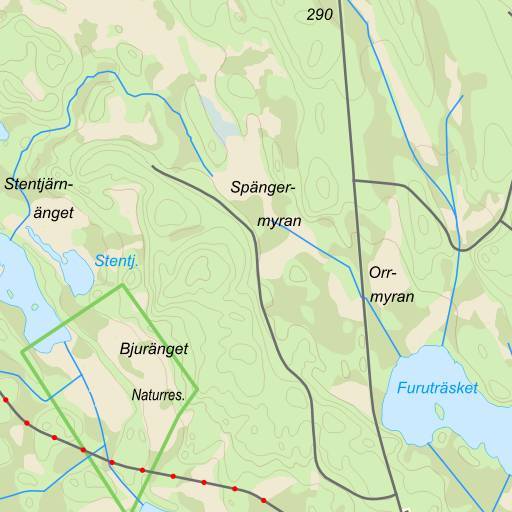 290
Stentjärn-
änget
Spänger-
myran
Stentj.
Orr-
myran
Bjuränget
Naturres.
Furuträsket